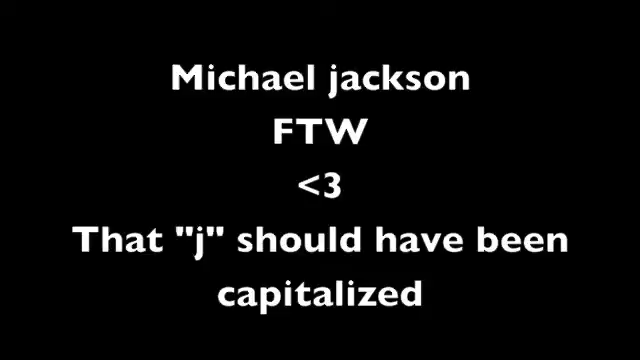 Michael jackson
FTW
<3
That "j" should have been
capitalized